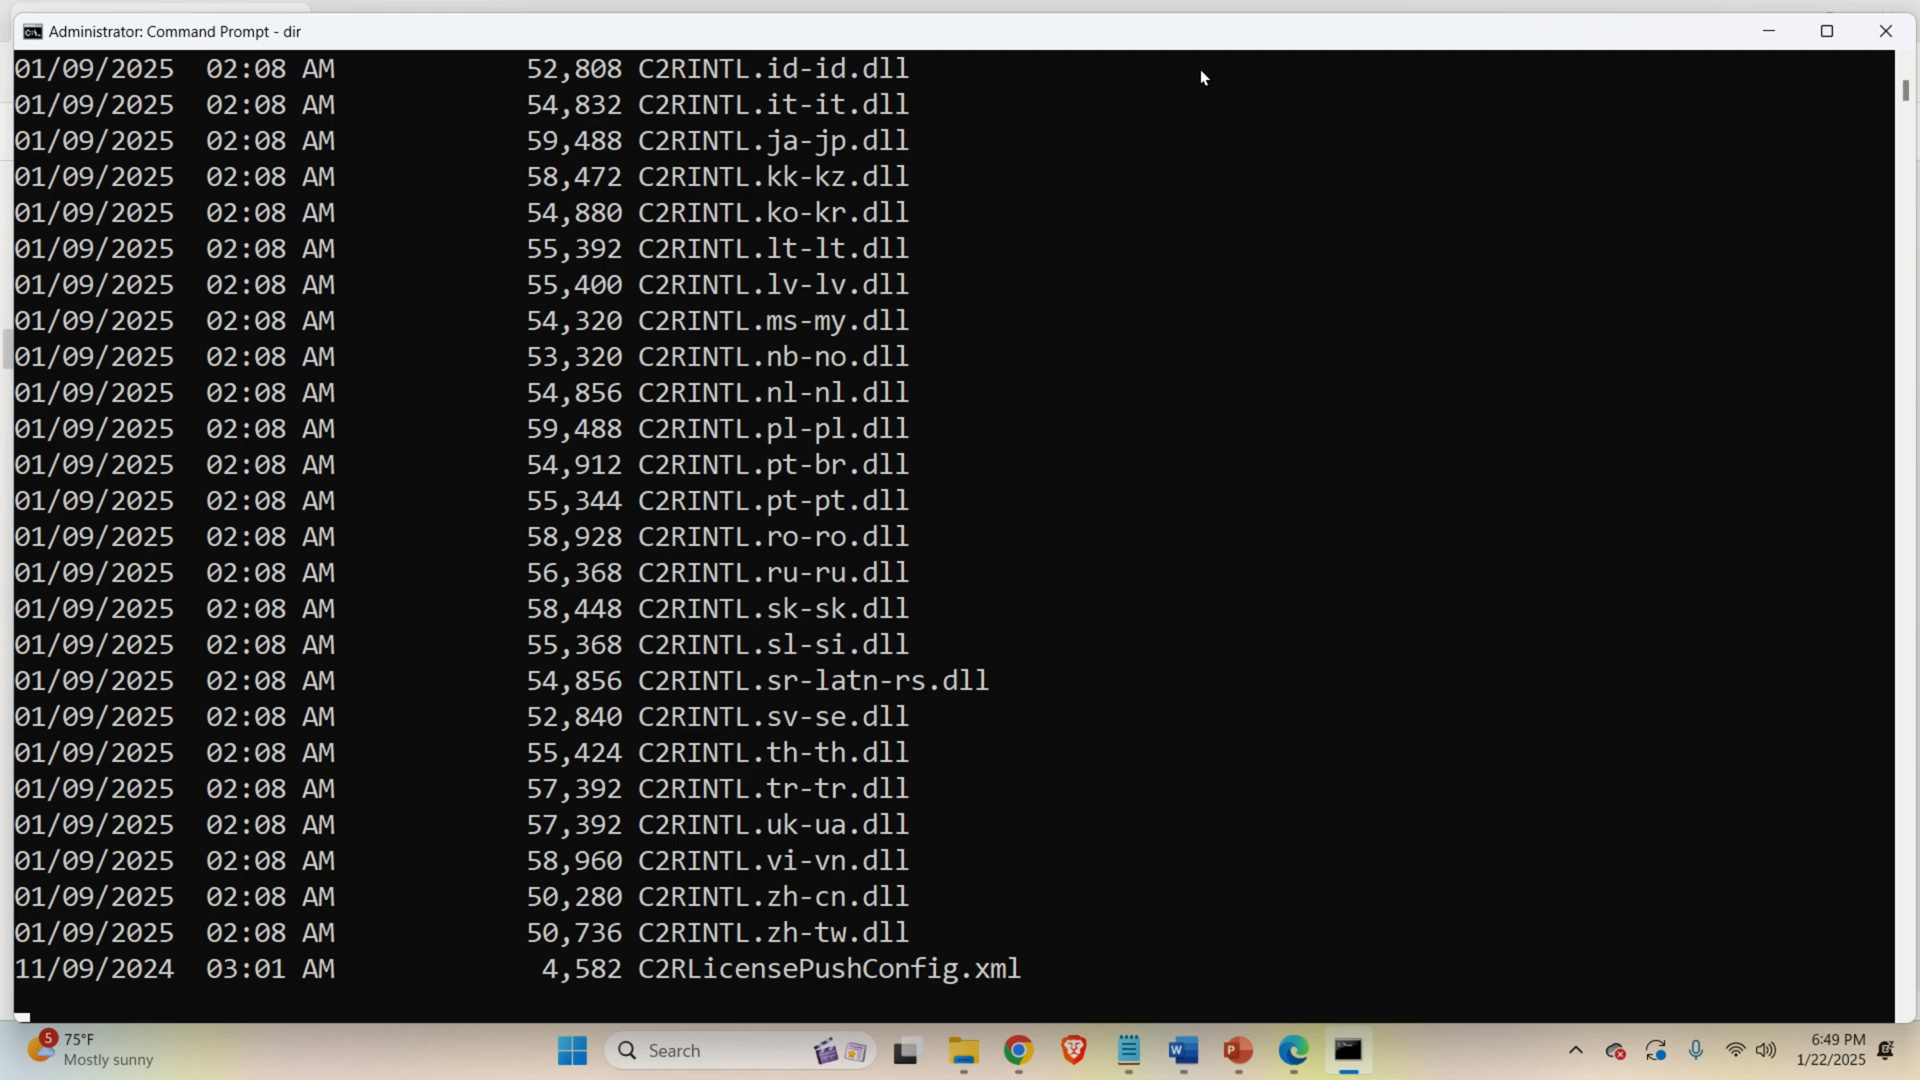 Administrator: Command Prompt - dir
01/09/2025  02:08 AM            52,808 C2RINTL.id-id.dll
01/09/2025  02:08 AM            54,832 C2RINTL.it-it.dll
01/09/2025  02:08 AM            59,488 C2RINTL.ja-jp.dll
01/09/2025  02:08 AM            58,472 C2RINTL.kk-kz.dll
01/09/2025  02:08 AM            54,880 C2RINTL.ko-kr.dll
01/09/2025  02:08 AM            55,392 C2RINTL.lt-lt.dll
01/09/2025  02:08 AM            55,400 C2RINTL.lv-lv.dll
01/09/2025  02:08 AM            54,320 C2RINTL.ms-my.dll
01/09/2025  02:08 AM            53,320 C2RINTL.nb-no.dll
01/09/2025  02:08 AM            54,856 C2RINTL.nl-nl.dll
01/09/2025  02:08 AM            59,488 C2RINTL.pl-pl.dll
01/09/2025  02:08 AM            54,912 C2RINTL.pt-br.dll
01/09/2025  02:08 AM            55,344 C2RINTL.pt-pt.dll
01/09/2025  02:08 AM            58,928 C2RINTL.ro-ro.dll
01/09/2025  02:08 AM            56,368 C2RINTL.ru-ru.dll
01/09/2025  02:08 AM            58,448 C2RINTL.sk-sk.dll
01/09/2025  02:08 AM            55,368 C2RINTL.sl-si.dll
01/09/2025  02:08 AM            54,856 C2RINTL.sr-latn-rs.dll
01/09/2025  02:08 AM            52,840 C2RINTL.sv-se.dll
01/09/2025  02:08 AM            55,424 C2RINTL.th-th.dll
01/09/2025  02:08 AM            57,392 C2RINTL.tr-tr.dll
01/09/2025  02:08 AM            57,392 C2RINTL.uk-ua.dll
01/09/2025  02:08 AM            58,960 C2RINTL.vi-vn.dll
01/09/2025  02:08 AM            50,280 C2RINTL.zh-cn.dll
01/09/2025  02:08 AM            50,736 C2RINTL.zh-tw.dll
11/09/2024  03:01 AM             4,582 C2RLicensePushConfig.xml
5
75°F
Mostly sunny
Search
6:49 PM
1/22/2025